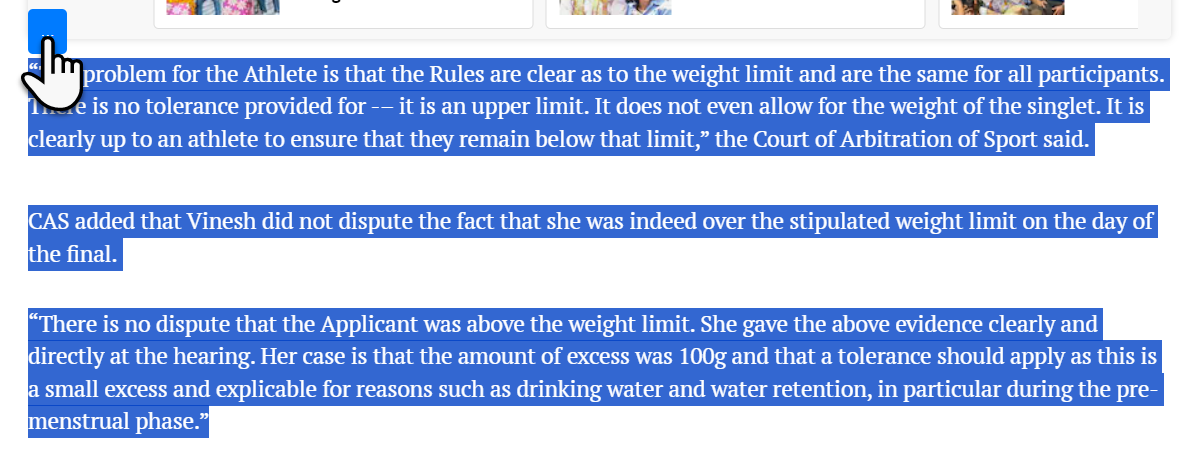 problem for the Athlete is that the Rules are clear as to the weight limit and are the same for all participants.
There is no tolerance provided for -– it is an upper limit. It does not even allow for the weight of the singlet. It is
clearly up to an athlete to ensure that they remain below that limit,” the Court of Arbitration of Sport said.
CAS added that Vinesh did not dispute the fact that she was indeed over the stipulated weight limit on the day of
the final.
“There is no dispute that the Applicant was above the weight limit. She gave the above evidence clearly and
directly at the hearing. Her case is that the amount of excess was 100g and that a tolerance should apply as this is
a small excess and explicable for reasons such as drinking water and water retention, in particular during the pre-
menstrual phase.”